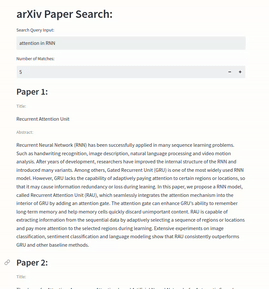 arXiv Paper Search:
Search Query Input:
attention in RNN
Number of Matches:
5
Paper 1:
Title:
Recurrent Attention Unit
Abstract:
Recurrent Neural Network (RNN) has been successfully applied in many sequence learning problems.
Such as handwriting recognition, image description, natural language processing and video motion
analysis. After years of development, researchers have improved the internal structure of the RNN and
introduced many variants. Among others, Gated Recurrent Unit (GRU) is one of the most widely used RNN
model. However, GRU lacks the capability of adaptively paying attention to certain regions or locations, so
that it may cause information redundancy or loss during leaning. In this paper, we propose a RNN model,
called Recurrent Attention Unit (RAU), which seamlessly integrates the attention mechanism into the
interior of GRU by adding an attention gate. The attention gate can enhance GRU's ability to remember
long-term memory and help memory cells quickly discard unimportant content. RAU is capable of
extracting information from the sequential data by adaptively selecting a sequence of regions or locations
and pay more attention to the selected regions during learning. Extensive experiments on image
classification, sentiment classification and language modeling show that RAU consistently outperforms
GRU and other baseline methods.
Paper 2:
Title: